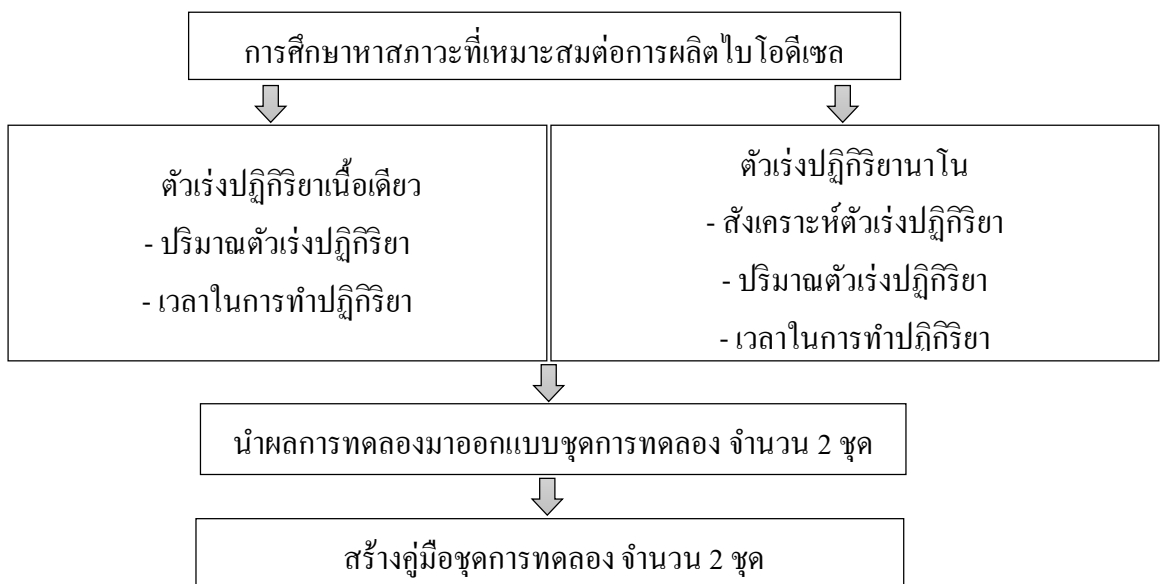 การศึกษาหาสภาวะที่เหมาะสมต่อการผลิตไบโอดีเซล
ตัวเร่งปฏิกิริยาเนื้อเดียว
- ปริมาณตัวเร่งปฏิกิริยา
- เวลาในการทำปฏิกิริยา
ตัวเร่งปฏิกิริยานาโน
- สังเคราะห์ตัวเร่งปฏิกิริยา
- ปริมาณตัวเร่งปฏิกิริยา
- เวลาในการทำปฏิกิริยา
นำผลการทดลองมาออกแบบชุดการทดลอง จำนวน 2 ชุด
สร้างคู่มือชุดการทดลอง จำนวน 2 ชุด